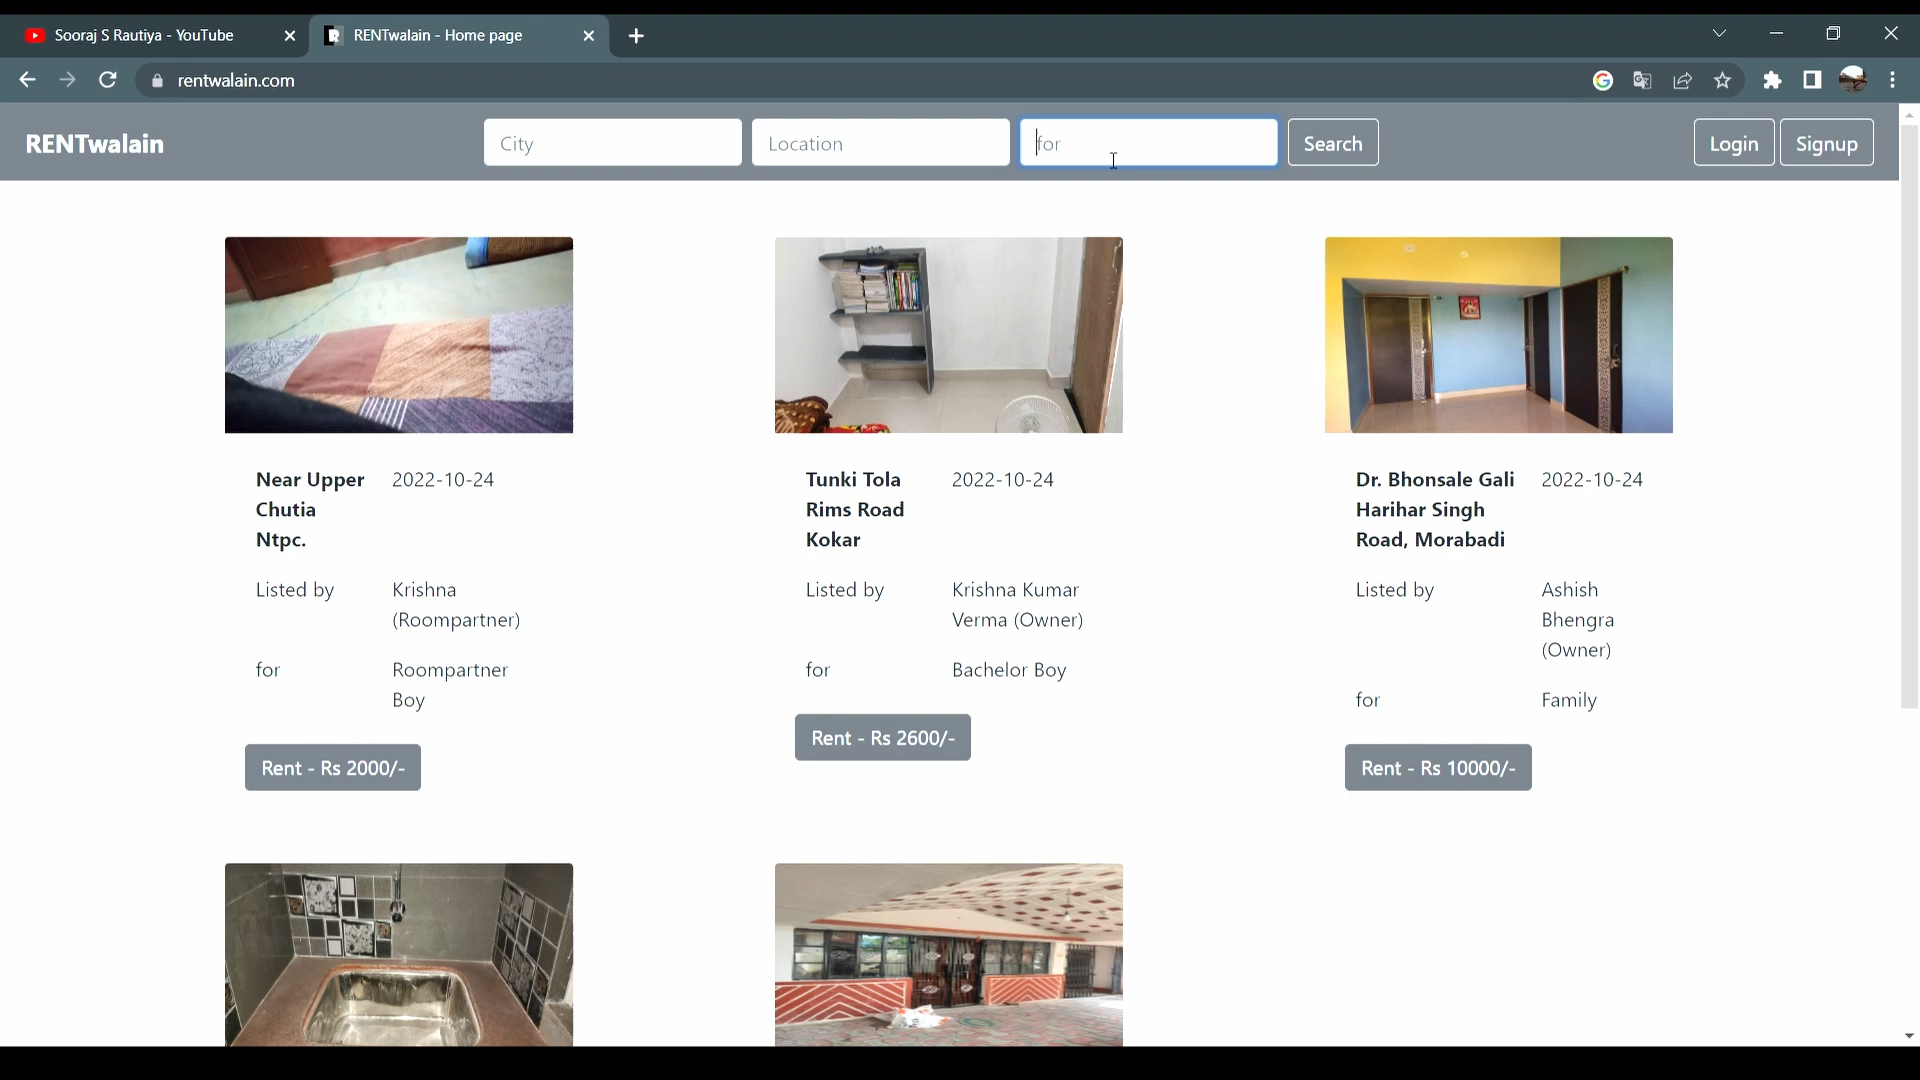 Sooraj S Rautiya - YouTube
RENTwalain - Home page
rentwalain.com
RENTwalain
City
Location
for
Search
Login
Signup
Near Upper
Chutia
Ntpc.
2022-10-24
Listed by
Krishna
(Roompartner)
for
Roompartner
Boy
Rent - Rs 2000/-
Tunki Tola
Rims Road
Kokar
2022-10-24
Listed by
Krishna Kumar
Verma (Owner)
for
Bachelor Boy
Rent - Rs 2600/-
Dr. Bhonsale Gali
Harihar Singh
Road, Morabadi
2022-10-24
Listed by
Ashish
Bhengra
(Owner)
for
Family
Rent - Rs 10000/-